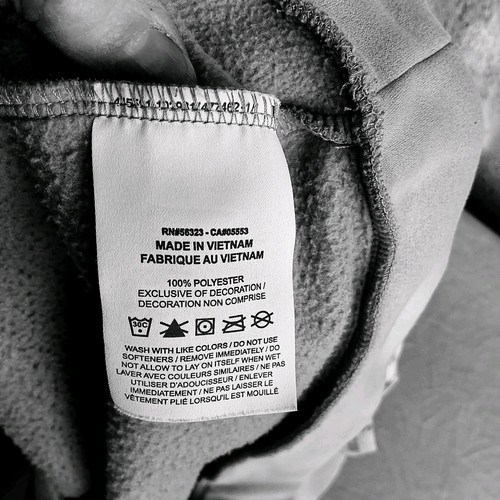 RN#56323 - CA#05553
MADE IN VIETNAM
FABRIQUE AU VIETNAM
100% POLYESTER
EXCLUSIVE OF DECORATION /
DECORATION NON COMPRISE
30C
WASH WITH LIKE COLORS / DO NOT USE
SOFTENERS / REMOVE IMMEDIATELY / DO
NOT ALLOW TO LAY ON ITSELF WHEN WET
LAVER AVEC COULEURS SIMILAIRES / NE PAS
UTILISER D'ADOUCISSEUR / ENLEVER
IMMEDIATEMENT / NE PAS LAISSER LE
VÊTEMENT PLIÉ LORSQU'IL EST MOUILLÉ